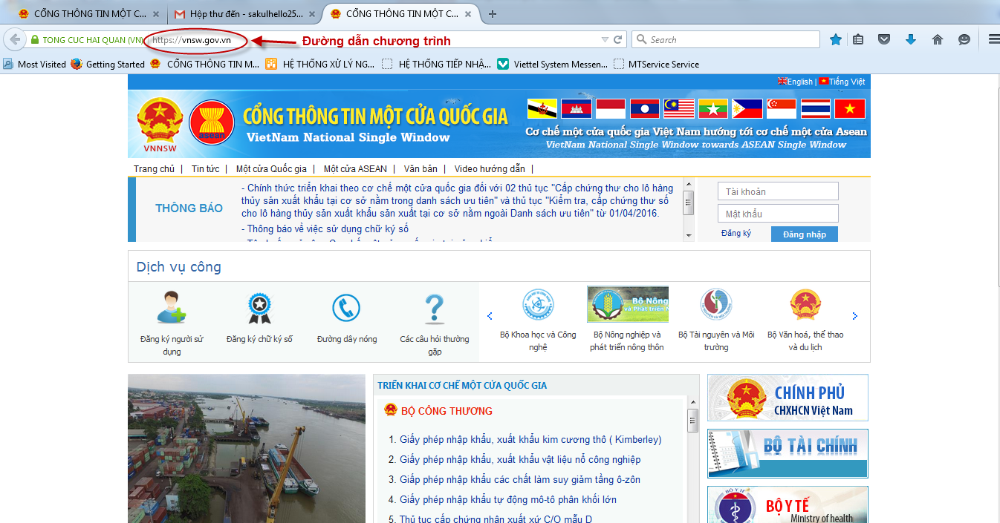 CỔNG THÔNG TIN MỘT C...
Hộp thư đến - sakulhello25...
CỔNG THÔNG TIN MỘT C...
TONG CUC HAI QUAN (VN)
https://vnsw.gov.vn
Đường dẫn chương trình
Search
Most Visited
Getting Started
CỔNG THÔNG TIN M...
HỆ THỐNG XỬ LÝ NG...
HỆ THỐNG TIẾP NHẬ...
Viettel System Messen...
MTService Service
English | Tiếng Việt
VNNSW
asean
CỔNG THÔNG TIN MỘT CỬA QUỐC GIA
VietNam National Single Window
Cơ chế một cửa quốc gia Việt Nam hướng tới cơ chế một cửa Asean
VietNam National Single Window towards ASEAN Single Window
Trang chủ | Tin tức | Một cửa Quốc gia | Một cửa ASEAN | Văn bản | Video hướng dẫn |
THÔNG BÁO
- Chính thức triển khai theo cơ chế một cửa quốc gia đối với 02 thủ tục "Cấp chứng thư cho lô hàng
thủy sản xuất khẩu tại cơ sở nằm trong danh sách ưu tiên" và thủ tục "Kiểm tra, cấp chứng thư số
cho lô hàng thủy sản xuất khẩu sản xuất tại cơ sở nằm ngoài Danh sách ưu tiên" từ 01/04/2016.
- Thông báo về việc sử dụng chữ ký số
Tài khoản
Mật khẩu
Đăng ký
Đăng nhập
Dịch vụ công
Đăng ký người sử
dụng
Đăng ký chữ ký số
Đường dây nóng
Các câu hỏi thường
gặp
Bộ Khoa học và Công
nghệ
Bộ Nông
và Phát triển N
Bộ Nông nghiệp và
phát triển nông thôn
Bộ Tài nguyên và Môi
trường
Bộ Văn hoá, thể thao
và du lịch
TRIỂN KHAI CƠ CHẾ MỘT CỬA QUỐC GIA
BỘ CÔNG THƯƠNG
1. Giấy phép nhập khẩu, xuất khẩu kim cương thô ( Kimberley)
2. Giấy phép nhập khẩu, xuất khẩu vật liệu nổ công nghiệp
3. Giấp phép nhập khẩu các chất làm suy giảm tầng ô-zôn
4. Giấy phép nhập khẩu tự động mô-tô phân khối lớn
5. Thủ tục cấp chứng nhận xuất xứ C/O mẫu D
CHÍNH PHỦ
CHXHCN Việt Nam
BỘ TÀI CHÍNH
BỘ Y TẾ
BỘ Y TẾ
Ministry of health